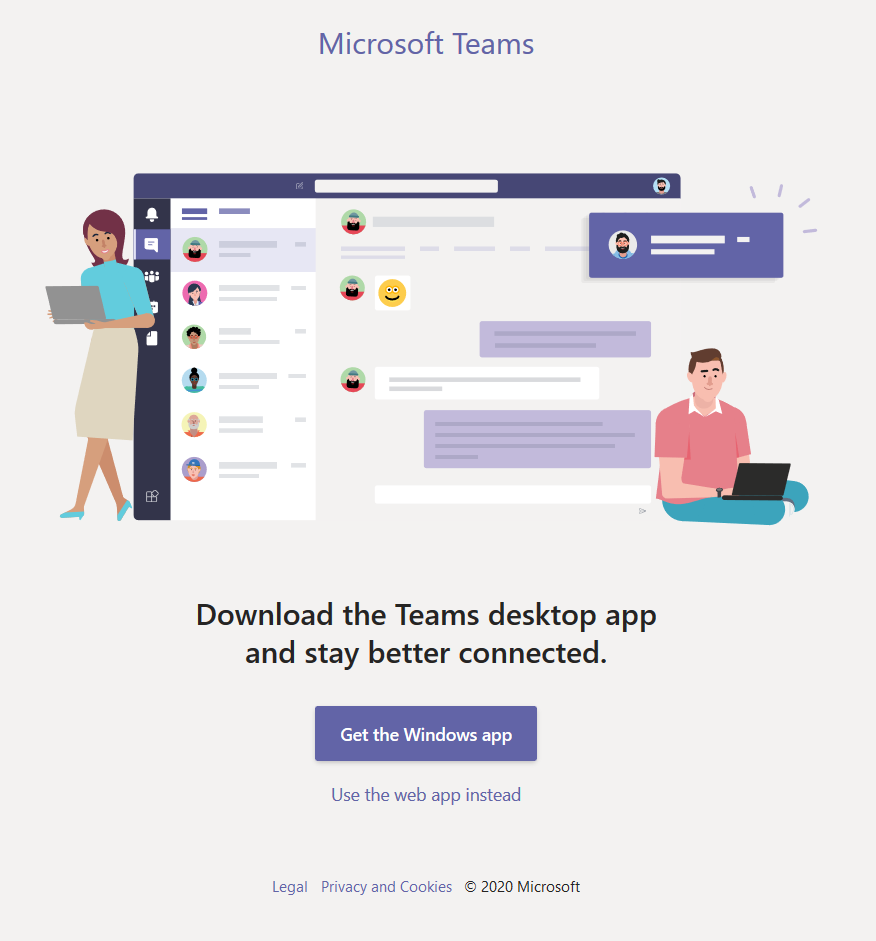 Microsoft Teams
Download the Teams desktop app
and stay better connected.
Get the Windows app
Use the web app instead
Legal Privacy and Cookies © 2020 Microsoft